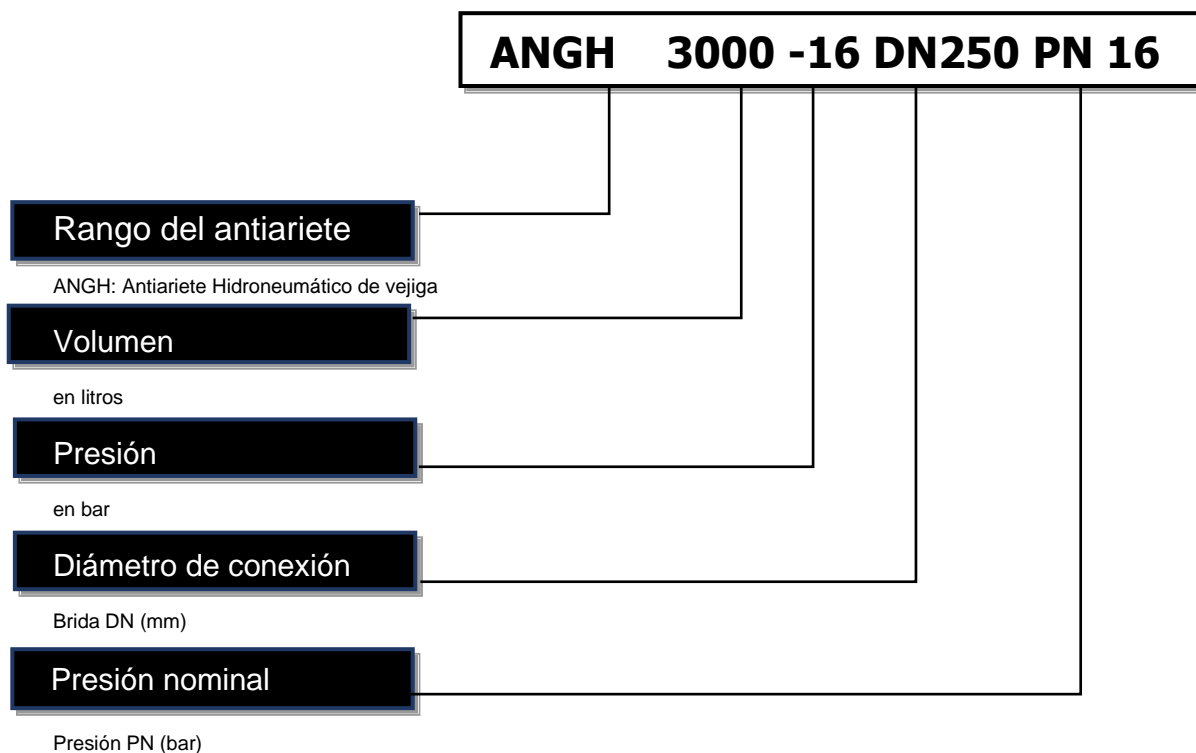 ANGH 3000 -16 DN250 PN 16
Rango del antiariete
ANGH: Antiariete Hidroneumático de vejiga
Volumen
en litros
Presión
en bar
Diámetro de conexión
Brida DN (mm)
Presión nominal
Presión PN (bar)